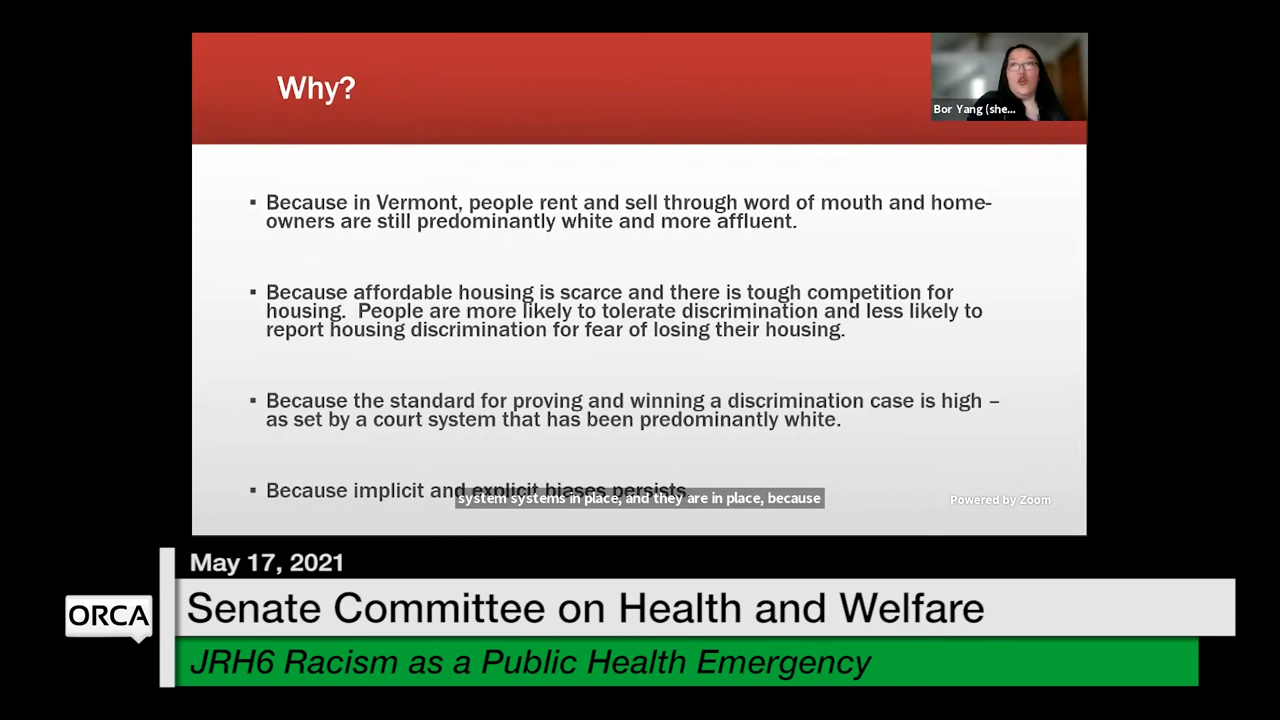 Why?
Bor Yang (she...
▪ Because in Vermont, people rent and sell through word of mouth and home-
owners are still predominantly white and more affluent.
▪ Because affordable housing is scarce and there is tough competition for
housing.  People are more likely to tolerate discrimination and less likely to
report housing discrimination for fear of losing their housing.
▪ Because the standard for proving and winning a discrimination case is high –
as set by a court system that has been predominantly white.
▪ Because implicit and explicit biases persists
system systems in place, and they are in place, because
Powered by Zoom
May 17, 2021
ORCA
Senate Committee on Health and Welfare
JRH6 Racism as a Public Health Emergency